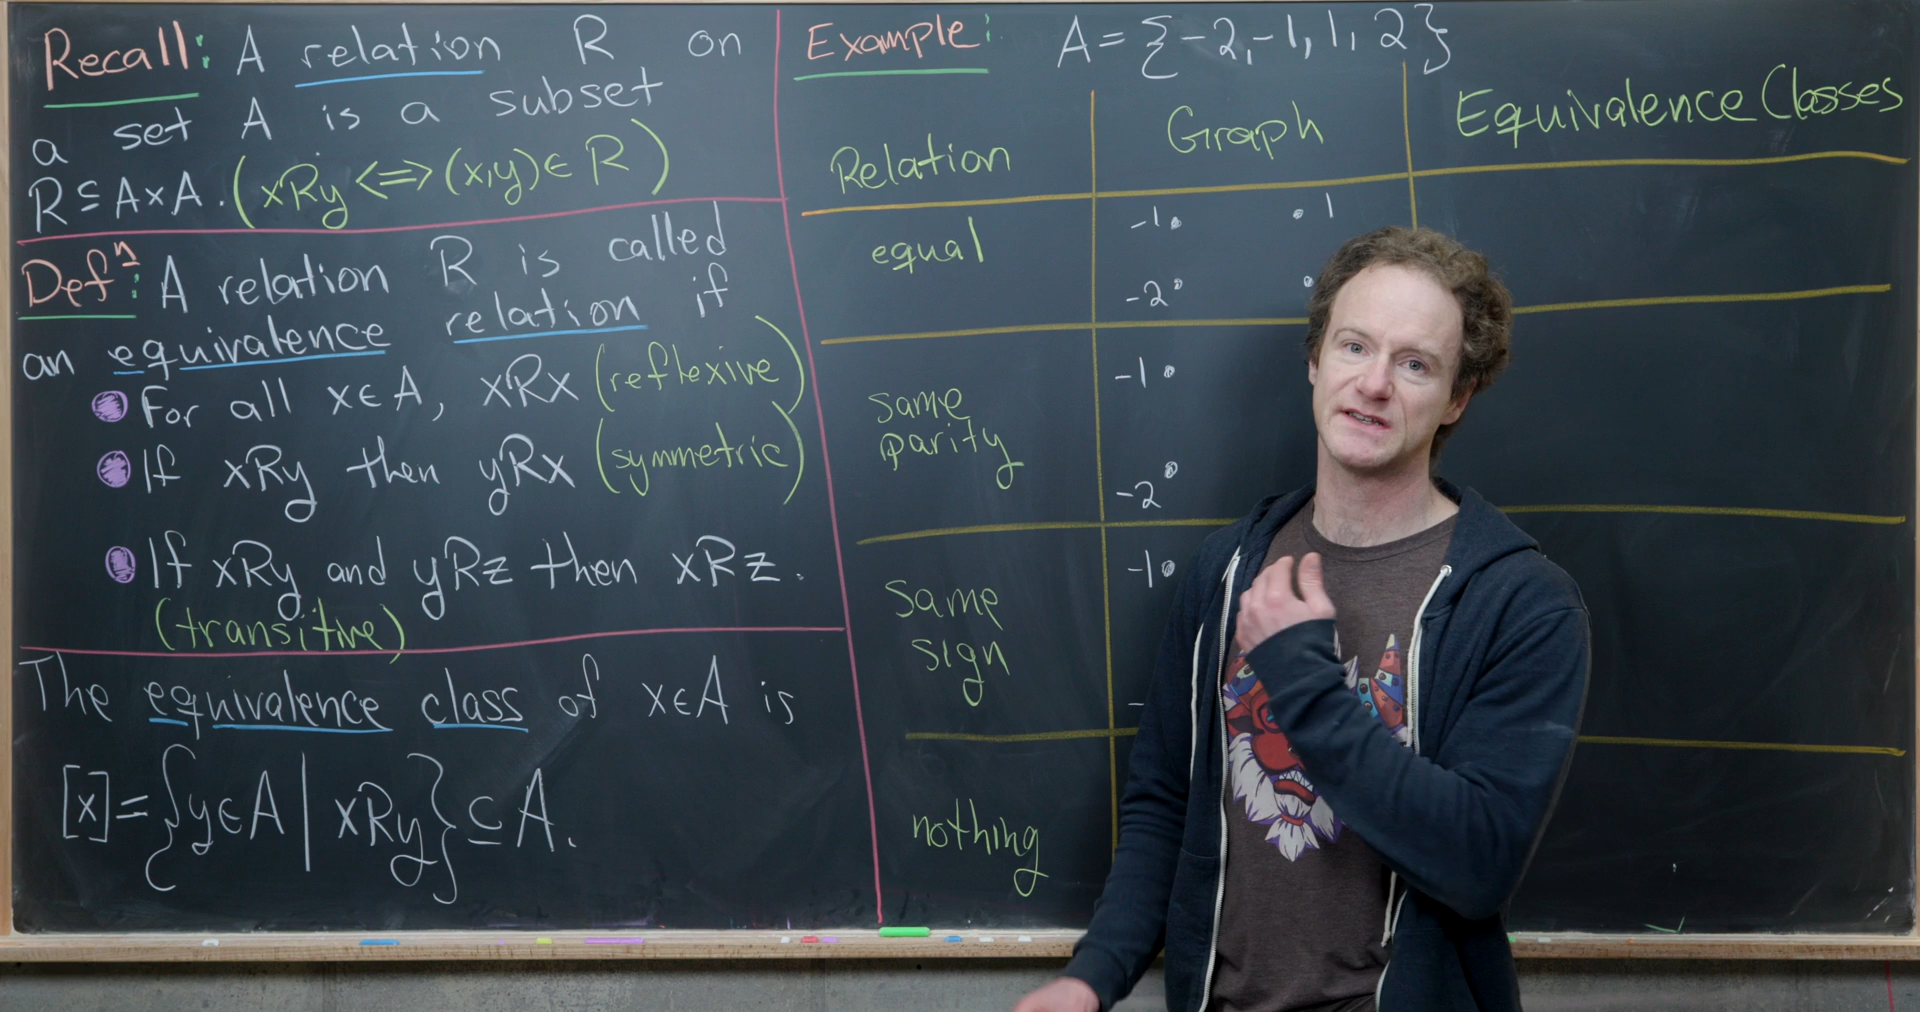 Recall: A relation R on
a set A is a subset
R ⊆ A×A. (xRy ⟺ (x,y) ∈ R)
Defⁿ: A relation R is called
an equivalence relation if
For all x∈A, xRx (reflexive)
If xRy then yRx (symmetric)
If xRy and yRz then xRz.
(transitive)
The equivalence class of x∈A is
[x] = {y∈A | xRy} ⊆ A.
Example: A = {-2, -1, 1, 2}
Relation Graph Equivalence Classes
equal
-1 1
-2
same
parity
-1
-2
same
sign
-1
-
nothing